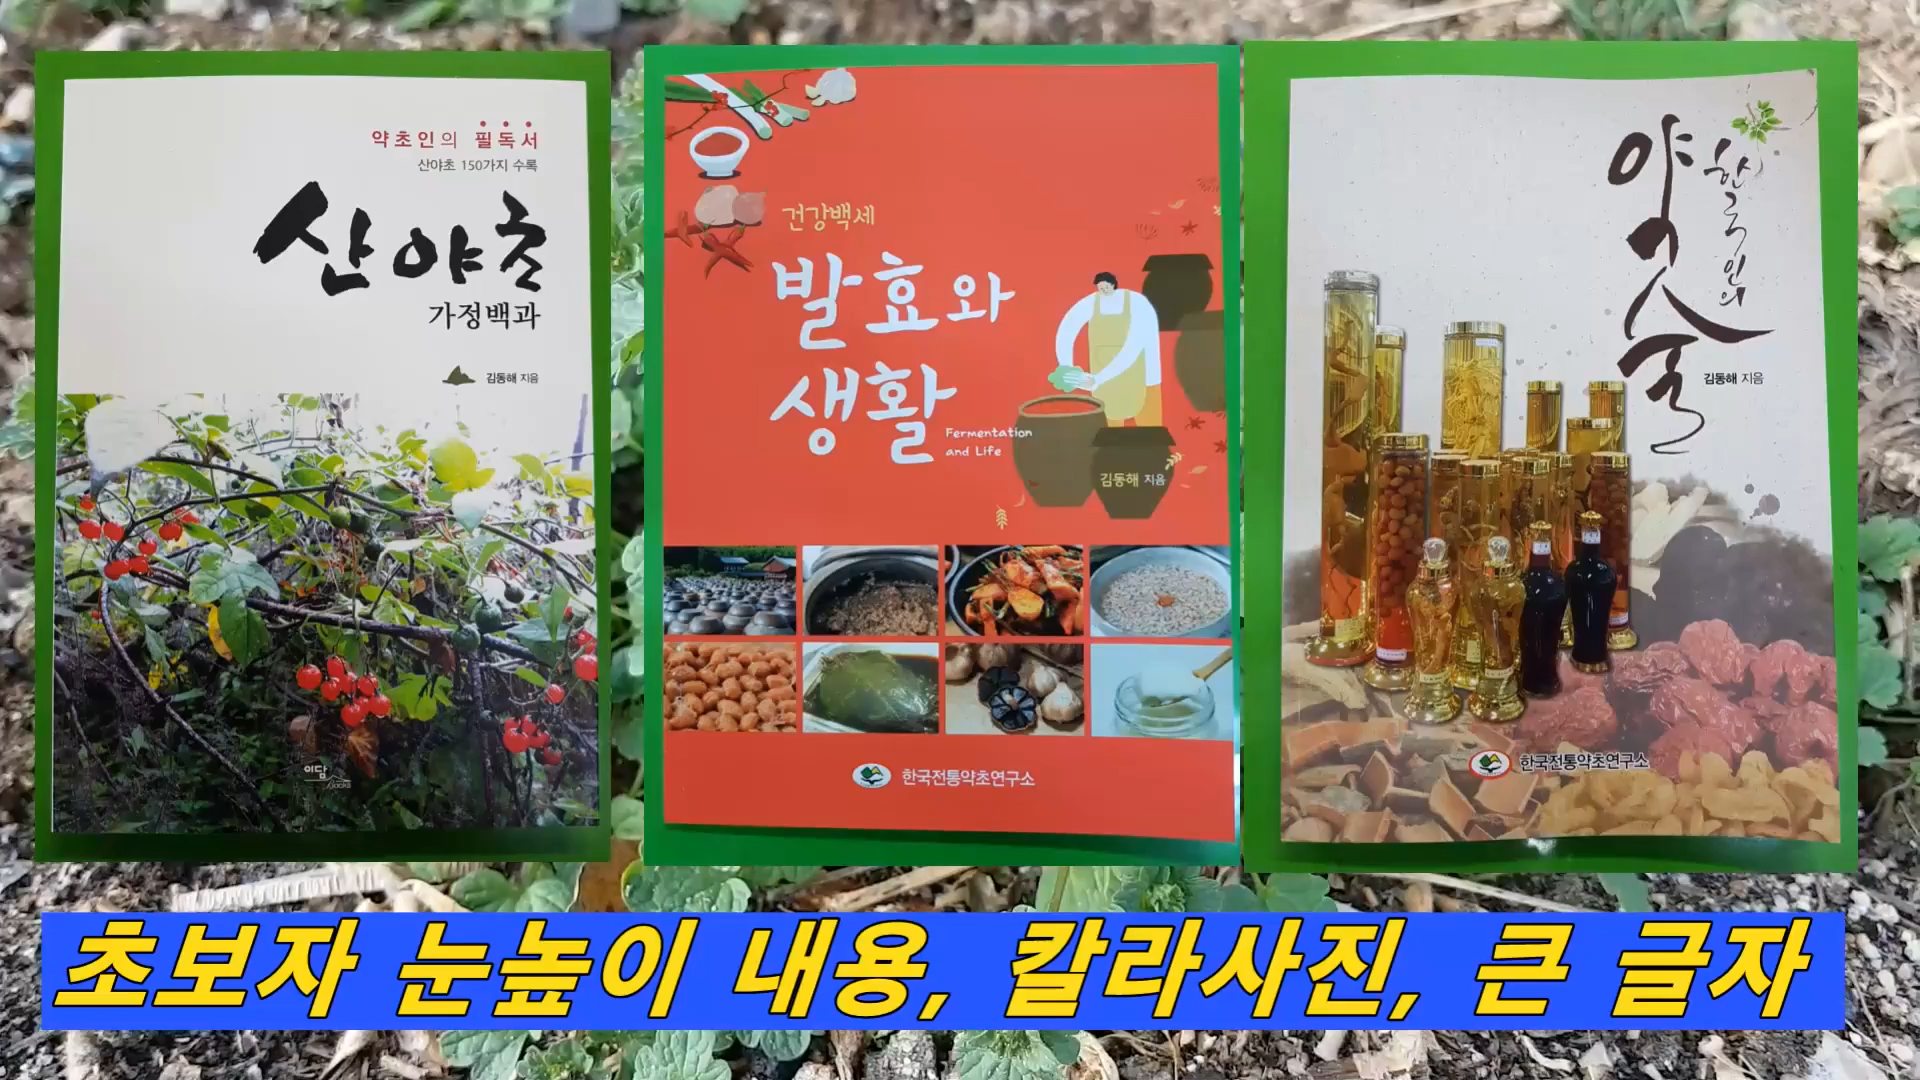 약초인의 필독서
산야초 150가지 수록
산야초
가정백과
김동해 지음
이담
Books
건강백세
발효와
생활
Fermentation
and Life
김동해 지음
한국전통약초연구소
한국인의
약술
김동해 지음
한국전통약초연구소
초보자 눈높이 내용, 칼라사진, 큰 글자